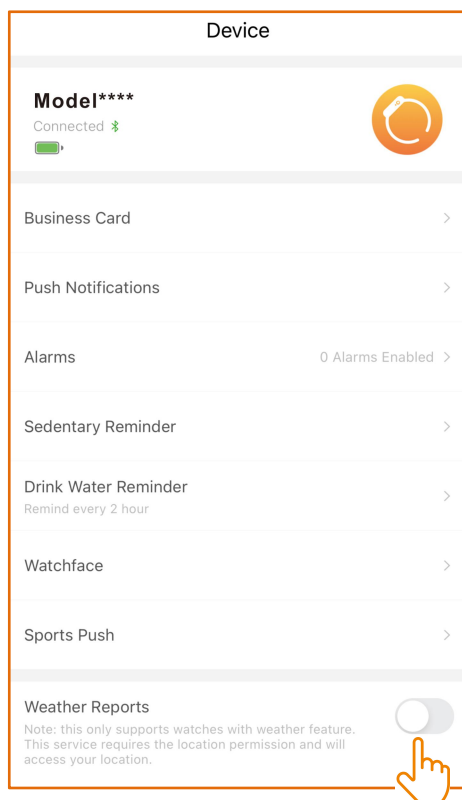 Device
Model****
Connected
Business Card
Push Notifications
Alarms
0 Alarms Enabled
Sedentary Reminder
Drink Water Reminder
Remind every 2 hour
Watchface
Sports Push
Weather Reports
Note: this only supports watches with weather feature.
This service requires the location permission and will
access your location.